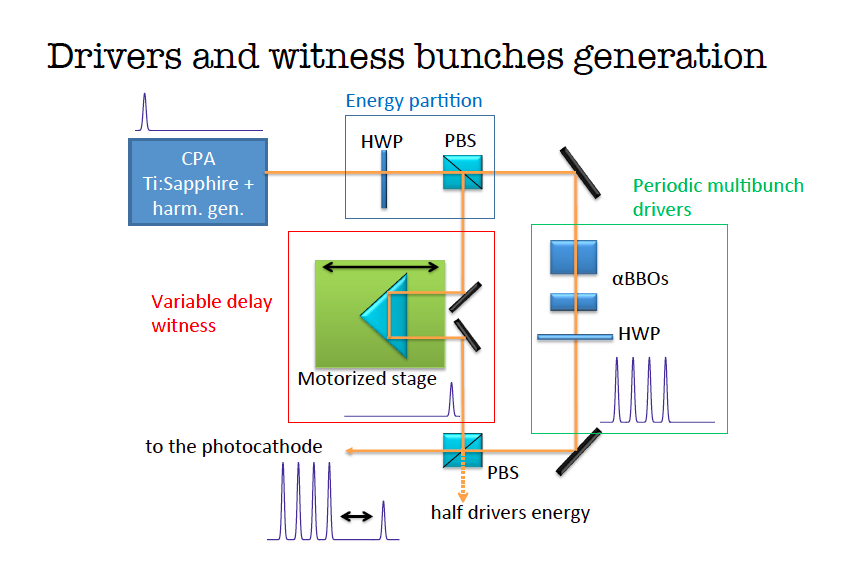 Drivers and witness bunches generation
Energy partition
CPA
Ti:Sapphire +
harm. gen.
HWP
PBS
Periodic multibunch
drivers
αBBOs
HWP
Variable delay
witness
Motorized stage
to the photocathode
PBS
half drivers energy